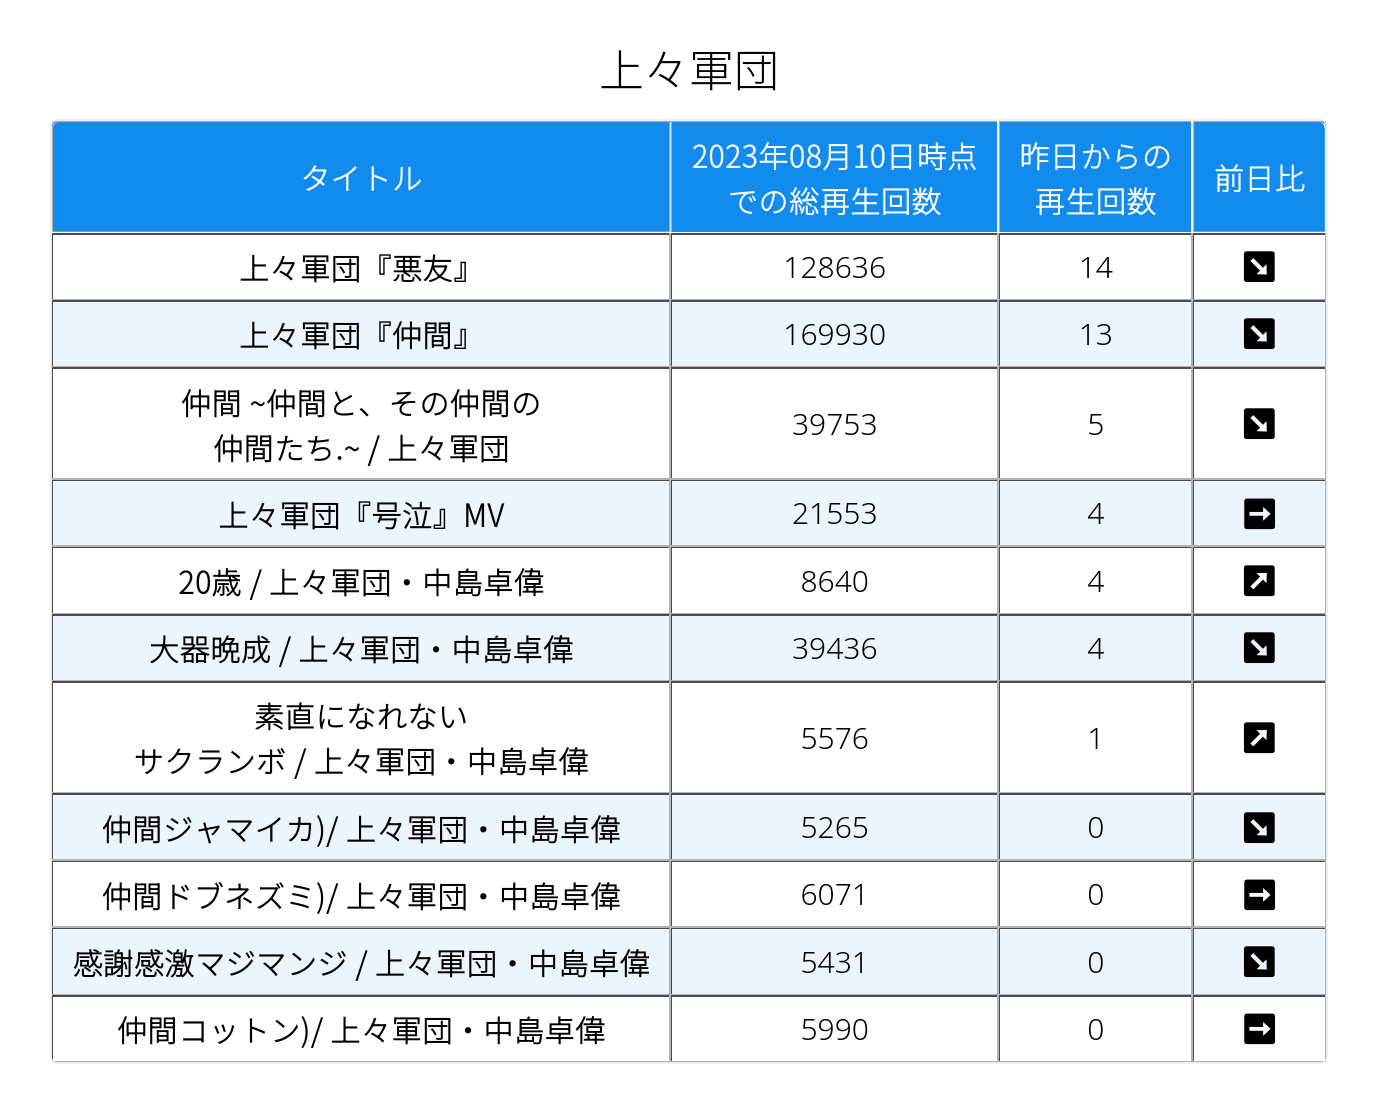 上々軍団
タイトル
2023年08月10日時点
での総再生回数
昨日からの
再生回数
前日比
上々軍団『悪友』 128636 14 ↘
上々軍団『仲間』 169930 13 ↘
仲間 ~仲間と、その仲間の
仲間たち.~ / 上々軍団 39753 5 ↘
上々軍団『号泣』MV 21553 4 →
20歳 / 上々軍団・中島卓偉 8640 4 ↗
大器晩成 / 上々軍団・中島卓偉 39436 4 ↘
素直になれない
サクランボ / 上々軍団・中島卓偉 5576 1 ↗
仲間ジャマイカ)/ 上々軍団・中島卓偉 5265 0 ↘
仲間ドブネズミ)/ 上々軍団・中島卓偉 6071 0 →
感謝感激マジマンジ / 上々軍団・中島卓偉 5431 0 ↘
仲間コットン)/ 上々軍団・中島卓偉 5990 0 →